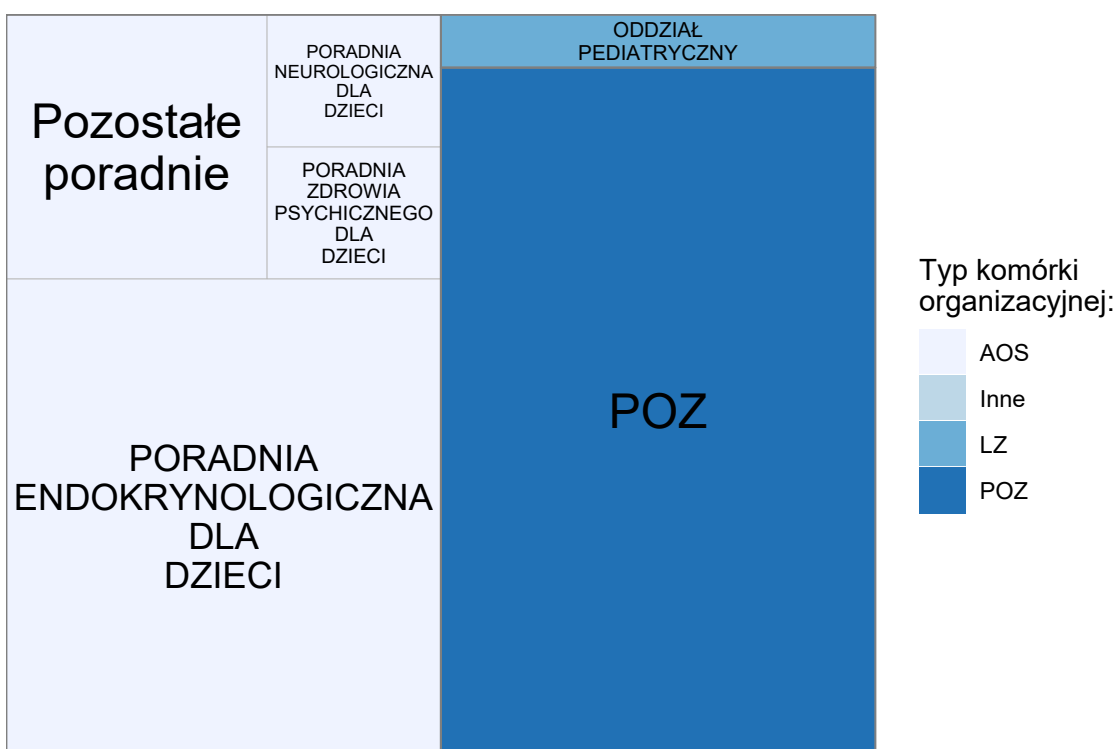 Pozostałe
poradnie
PORADNIA
NEUROLOGICZNA
DLA
DZIECI
PORADNIA
ZDROWIA
PSYCHICZNEGO
DLA
DZIECI
PORADNIA
ENDOKRYNOLOGICZNA
DLA
DZIECI
ODDZIAŁ
PEDIATRYCZNY
POZ
Typ komórki
organizacyjnej:
AOS
Inne
LZ
POZ